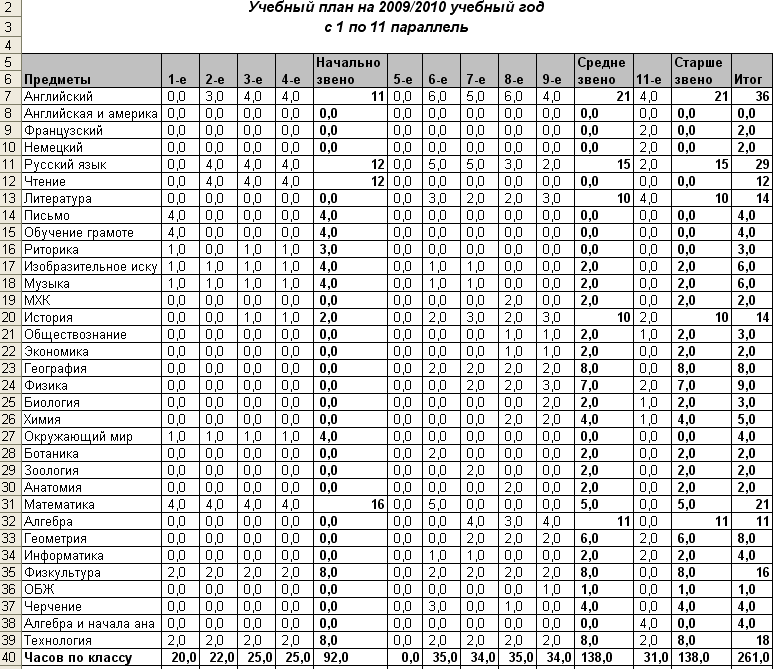 2 Учебный план на 2009/2010 учебный год
3 с 1 по 11 параллель
4
5 Начально Средне Старше
6 Предметы 1-е 2-е 3-е 4-е звено 5-е 6-е 7-е 8-е 9-е звено 11-е звено Итог
7 Английский 0,0 3,0 4,0 4,0 11 0,0 6,0 5,0 6,0 4,0 21 4,0 21 36
8 Английская и америка 0,0 0,0 0,0 0,0 0,0 0,0 0,0 0,0 0,0 0,0 0,0 0,0 0,0 0,0
9 Французский 0,0 0,0 0,0 0,0 0,0 0,0 0,0 0,0 0,0 0,0 0,0 2,0 0,0 2,0
10 Немецкий 0,0 0,0 0,0 0,0 0,0 0,0 0,0 0,0 0,0 0,0 0,0 2,0 0,0 2,0
11 Русский язык 0,0 4,0 4,0 4,0 12 0,0 5,0 5,0 3,0 2,0 15 2,0 15 29
12 Чтение 0,0 4,0 4,0 4,0 12 0,0 0,0 0,0 0,0 0,0 0,0 0,0 0,0 12
13 Литература 0,0 0,0 0,0 0,0 0,0 0,0 3,0 2,0 2,0 3,0 10 4,0 10 14
14 Письмо 4,0 0,0 0,0 0,0 4,0 0,0 0,0 0,0 0,0 0,0 0,0 0,0 0,0 4,0
15 Обучение грамоте 4,0 0,0 0,0 0,0 4,0 0,0 0,0 0,0 0,0 0,0 0,0 0,0 0,0 4,0
16 Риторика 1,0 0,0 1,0 1,0 3,0 0,0 0,0 0,0 0,0 0,0 0,0 0,0 0,0 3,0
17 Изобразительное иску 1,0 1,0 1,0 1,0 4,0 0,0 1,0 1,0 0,0 0,0 2,0 0,0 2,0 6,0
18 Музыка 1,0 1,0 1,0 1,0 4,0 0,0 1,0 1,0 0,0 0,0 2,0 0,0 2,0 6,0
19 МХК 0,0 0,0 0,0 0,0 0,0 0,0 0,0 0,0 2,0 0,0 2,0 0,0 2,0 2,0
20 История 0,0 0,0 1,0 1,0 2,0 0,0 2,0 3,0 2,0 3,0 10 2,0 10 14
21 Обществознание 0,0 0,0 0,0 0,0 0,0 0,0 0,0 0,0 1,0 1,0 2,0 1,0 2,0 3,0
22 Экономика 0,0 0,0 0,0 0,0 0,0 0,0 0,0 0,0 1,0 1,0 2,0 0,0 2,0 2,0
23 География 0,0 0,0 0,0 0,0 0,0 0,0 2,0 2,0 2,0 2,0 8,0 0,0 8,0 8,0
24 Физика 0,0 0,0 0,0 0,0 0,0 0,0 0,0 2,0 2,0 3,0 7,0 2,0 7,0 9,0
25 Биология 0,0 0,0 0,0 0,0 0,0 0,0 0,0 0,0 0,0 2,0 2,0 1,0 2,0 3,0
26 Химия 0,0 0,0 0,0 0,0 0,0 0,0 0,0 0,0 2,0 2,0 4,0 1,0 4,0 5,0
27 Окружающий мир 1,0 1,0 1,0 1,0 4,0 0,0 0,0 0,0 0,0 0,0 0,0 0,0 0,0 4,0
28 Ботаника 0,0 0,0 0,0 0,0 0,0 0,0 2,0 0,0 0,0 0,0 2,0 0,0 2,0 2,0
29 Зоология 0,0 0,0 0,0 0,0 0,0 0,0 0,0 2,0 0,0 0,0 2,0 0,0 2,0 2,0
30 Анатомия 0,0 0,0 0,0 0,0 0,0 0,0 0,0 0,0 2,0 0,0 2,0 0,0 2,0 2,0
31 Математика 4,0 4,0 4,0 4,0 16 0,0 5,0 0,0 0,0 0,0 5,0 0,0 5,0 21
32 Алгебра 0,0 0,0 0,0 0,0 0,0 0,0 0,0 4,0 3,0 4,0 11 0,0 11 11
33 Геометрия 0,0 0,0 0,0 0,0 0,0 0,0 0,0 2,0 2,0 2,0 6,0 2,0 6,0 8,0
34 Информатика 0,0 0,0 0,0 0,0 0,0 0,0 1,0 1,0 0,0 0,0 2,0 2,0 2,0 4,0
35 Физкультура 2,0 2,0 2,0 2,0 8,0 0,0 2,0 2,0 2,0 2,0 8,0 0,0 8,0 16
36 ОБЖ 0,0 0,0 0,0 0,0 0,0 0,0 0,0 0,0 0,0 1,0 1,0 0,0 1,0 1,0
37 Черчение 0,0 0,0 0,0 0,0 0,0 0,0 3,0 0,0 1,0 0,0 4,0 0,0 4,0 4,0
38 Алгебра и начала ана 0,0 0,0 0,0 0,0 0,0 0,0 0,0 0,0 0,0 0,0 0,0 4,0 0,0 4,0
39 Технология 2,0 2,0 2,0 2,0 8,0 0,0 2,0 2,0 2,0 2,0 8,0 2,0 8,0 18
40 Часов по классу 20,0 22,0 25,0 25,0 92,0 0,0 35,0 34,0 35,0 34,0 138,0 31,0 138,0 261,0